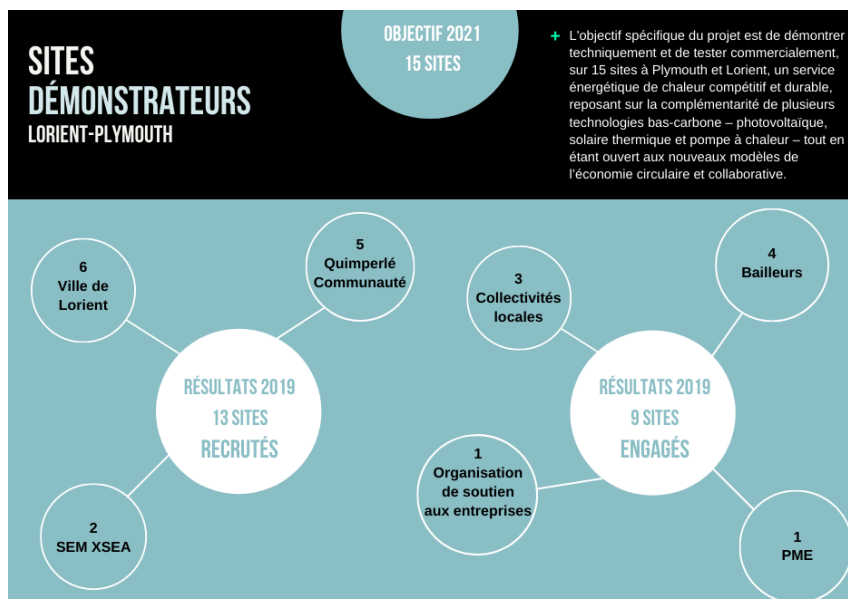 SITES
DÉMONSTRATEURS
LORIENT-PLYMOUTH
OBJECTIF 2021
15 SITES
+ L'objectif spécifique du projet est de démontrer
techniquement et de tester commercialement,
sur 15 sites à Plymouth et Lorient, un service
énergétique de chaleur compétitif et durable,
reposant sur la complémentarité de plusieurs
technologies bas-carbone – photovoltaïque,
solaire thermique et pompe à chaleur – tout en
étant ouvert aux nouveaux modèles de
l'économie circulaire et collaborative.
6
Ville de
Lorient
5
Quimperlé
Communauté
RÉSULTATS 2019
13 SITES
RECRUTÉS
2
SEM XSEA
3
Collectivités
locales
4
Bailleurs
RÉSULTATS 2019
9 SITES
ENGAGÉS
1
Organisation
de soutien
aux entreprises
1
PME